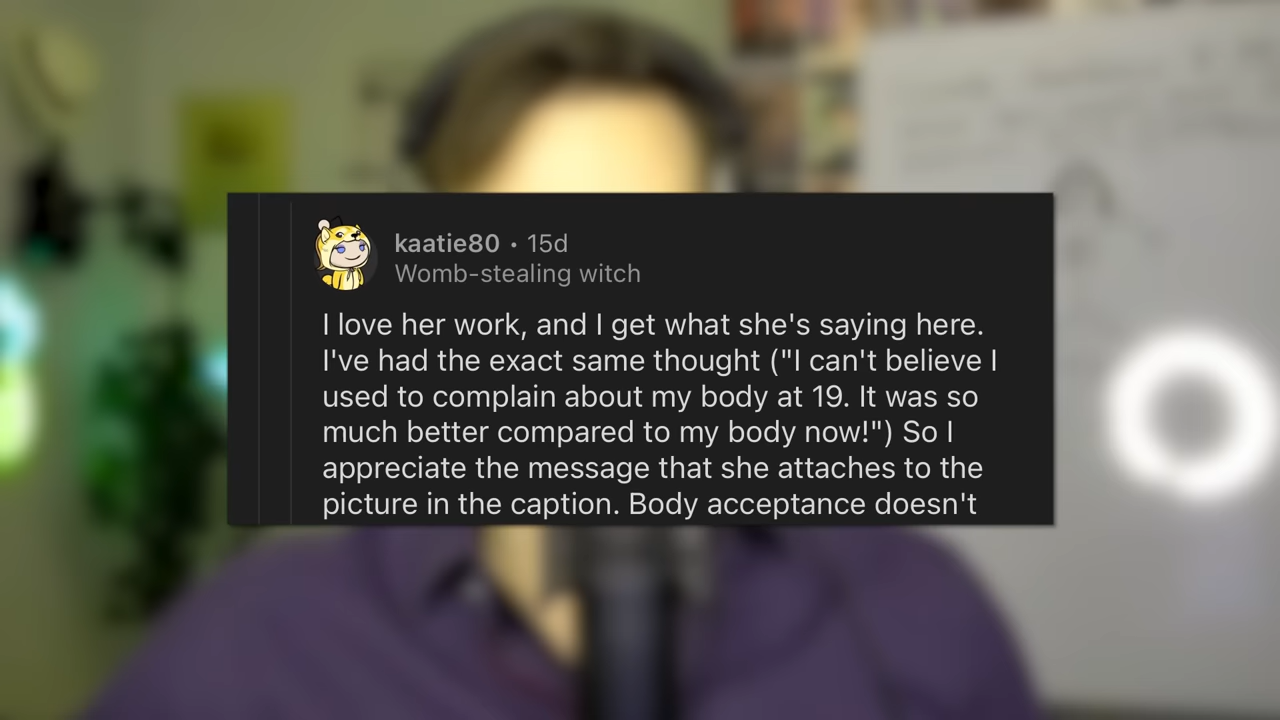 kaatie80 • 15d
Womb-stealing witch
I love her work, and I get what she's saying here.
I've had the exact same thought ("I can't believe I
used to complain about my body at 19. It was so
much better compared to my body now!") So I
appreciate the message that she attaches to the
picture in the caption. Body acceptance doesn't